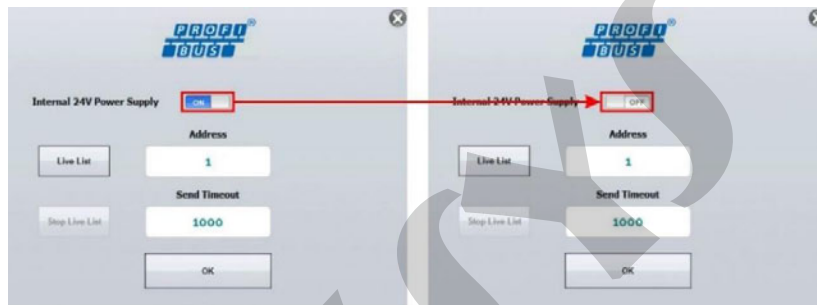 PROFI®
BUS
Internal 24V Power Supply ON
Address
Live List 1
Send Timeout
Stop Live List 1000
OK
PROFI®
BUS
Internal 24V Power Supply OFF
Address
Live List 1
Send Timeout
Stop Live List 1000
OK